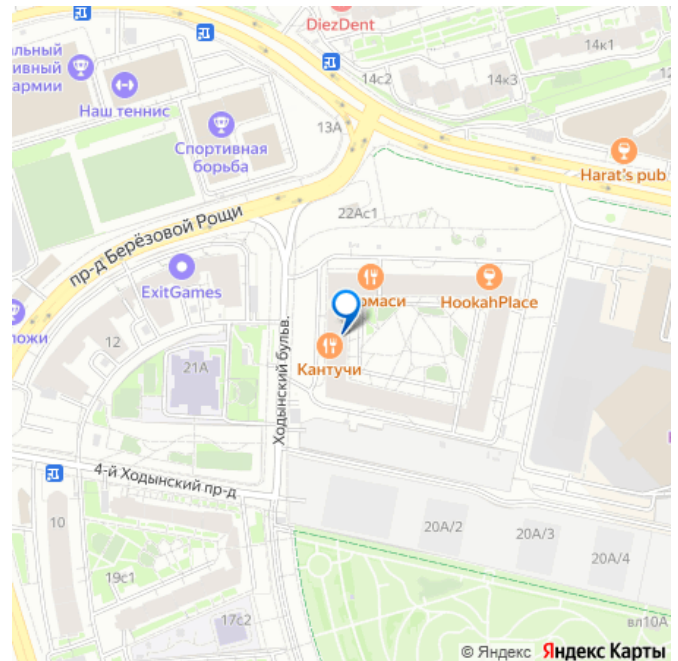 DiezDent
14к1
альный
ивный
армии
14с2
14к3
12
Наш теннис
13А
Спортивная
борьба
Harat's pub
22Ас1
пр-д Берёзовой Рощи
ExitGames
омаси
HookahPlace
ложи
12
Кантучи
21А
Ходынский бульв.
4-й Ходынский пр-д
10
20А/2
20А/3
20А/4
19с1
17с2
вл10А
© Яндекс Яндекс Карты